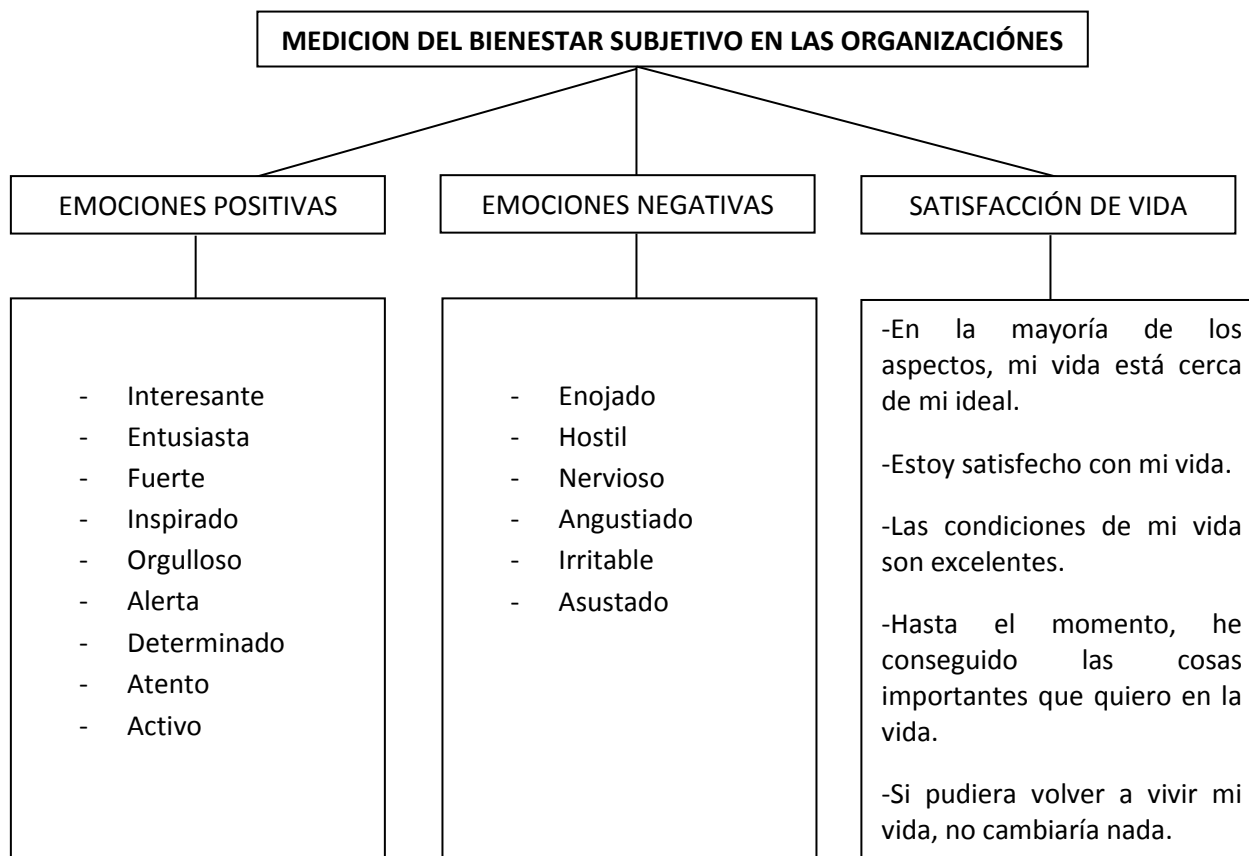 MEDICION DEL BIENESTAR SUBJETIVO EN LAS ORGANIZACIÓNES
EMOCIONES POSITIVAS
- Interesante
- Entusiasta
- Fuerte
- Inspirado
- Orgulloso
- Alerta
- Determinado
- Atento
- Activo
EMOCIONES NEGATIVAS
- Enojado
- Hostil
- Nervioso
- Angustiado
- Irritable
- Asustado
SATISFACCIÓN DE VIDA
-En la mayoría de los
aspectos, mi vida está cerca
de mi ideal.
-Estoy satisfecho con mi vida.
-Las condiciones de mi vida
son excelentes.
-Hasta el momento, he
conseguido las cosas
importantes que quiero en la
vida.
-Si pudiera volver a vivir mi
vida, no cambiaría nada.